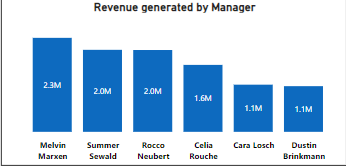 Revenue generated by Manager
2.3M
2.0M
2.0M
1.6M
1.1M
1.1M
Melvin Marxen
Summer Sewald
Rocco Neubert
Celia Rouche
Cara Losch
Dustin Brinkmann